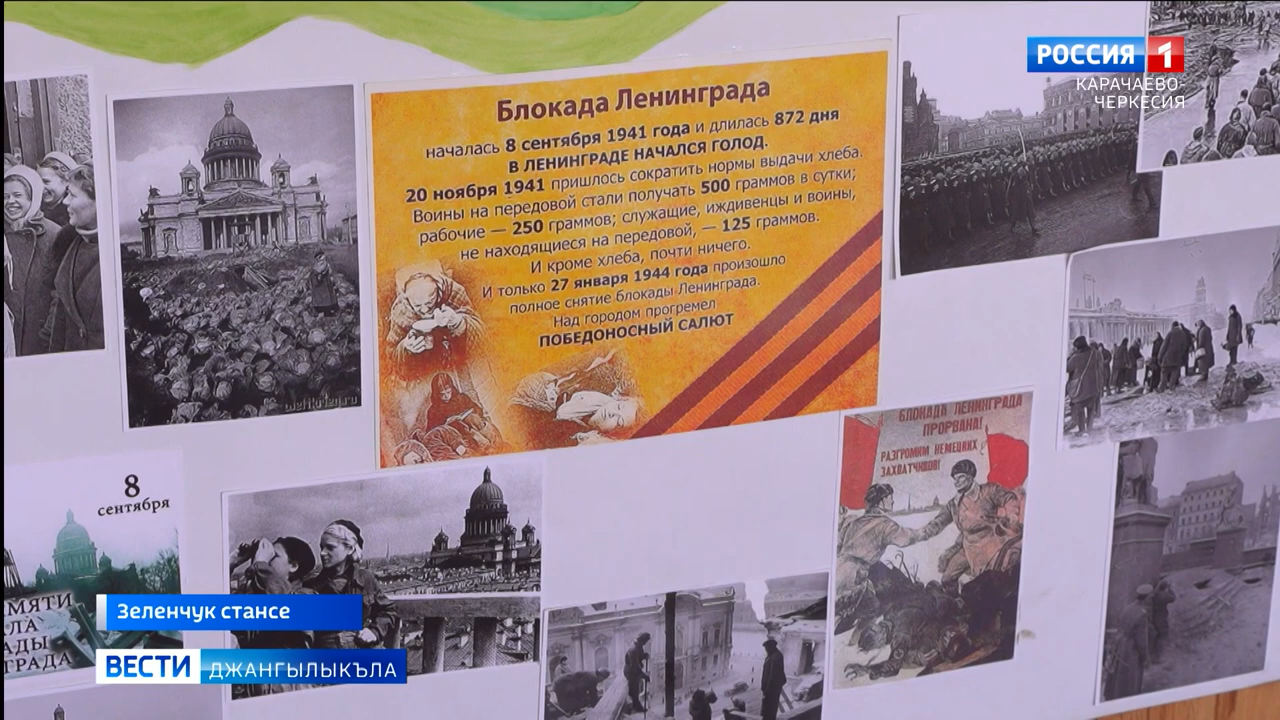 РОССИЯ 1
КАРАЧАЕВО-
ЧЕРКЕСИЯ
Блокада Ленинграда
началась 8 сентября 1941 года и длилась 872 дня
В ЛЕНИНГРАДЕ НАЧАЛСЯ ГОЛОД.
20 ноября 1941 пришлось сократить нормы выдачи хлеба.
Воины на передовой стали получать 500 граммов в сутки;
рабочие — 250 граммов; служащие, иждивенцы и воины,
не находящиеся на передовой, — 125 граммов.
И кроме хлеба, почти ничего.
И только 27 января 1944 года произошло
полное снятие блокады Ленинграда.
Над городом прогремел
ПОБЕДОНОСНЫЙ САЛЮТ
БЛОКАДА ЛЕНИНГРАДА
ПРОРВАНА!
РАЗГРОМИМ НЕМЕЦКИХ
ЗАХВАТЧИКОВ!
8
сентября
МЯТИ
ЛА
АДЫ
ГРАДА
Зеленчук стансе
ВЕСТИ ДЖАНГЫЛЫКЪЛА